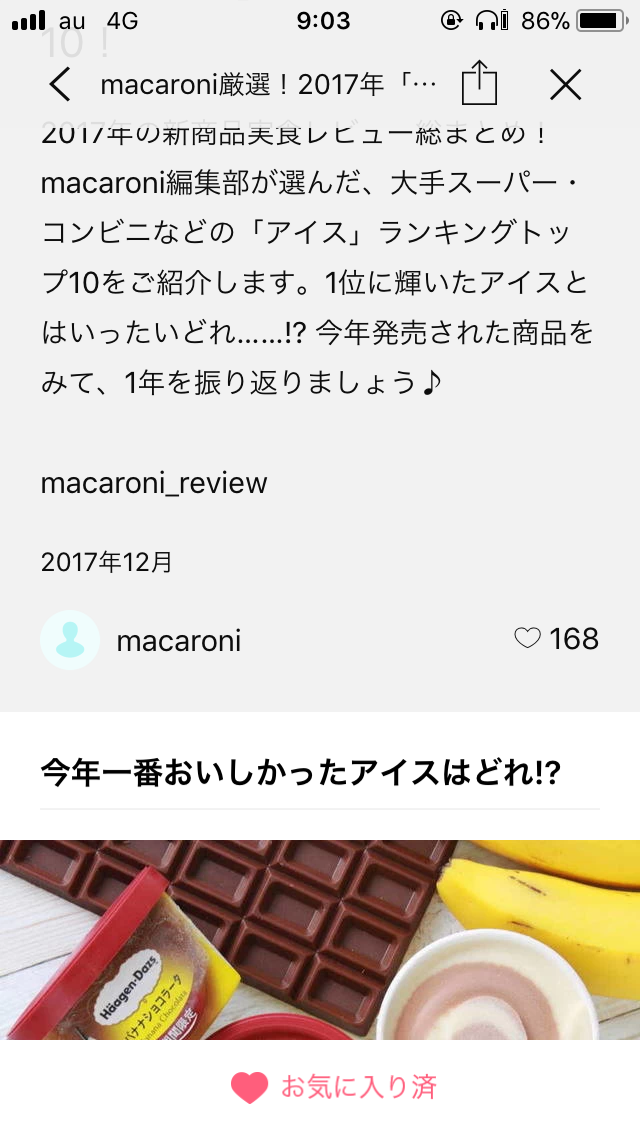 au 4G 9:03 86%
10！
macaroni厳選！2017年「…
2017年の新商品実食レビュー総まとめ！
macaroni編集部が選んだ、大手スーパー・
コンビニなどの「アイス」ランキングトッ
プ10をご紹介します。1位に輝いたアイスと
はいったいどれ……!? 今年発売された商品を
みて、1年を振り返りましょう♪
macaroni_review
2017年12月
macaroni
168
今年一番おいしかったアイスはどれ!?
Häagen-Dazs
バナナショコラータ
Banana Chocolata
期間限定
お気に入り済